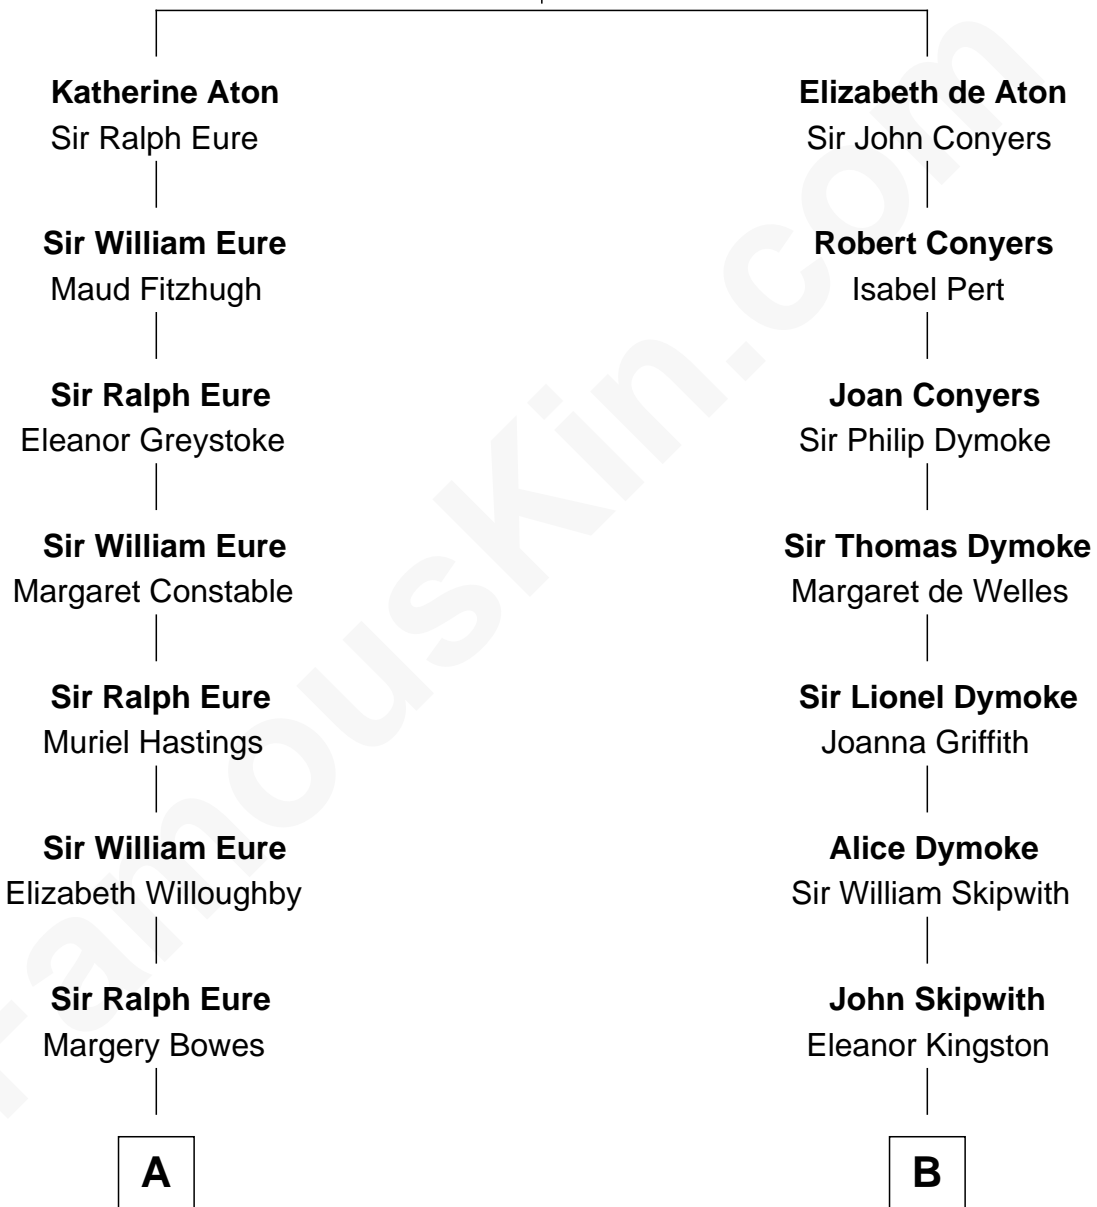 Katherine Aton
Sir Ralph Eure
Sir William Eure
Maud Fitzhugh
Sir Ralph Eure
Eleanor Greystoke
Sir William Eure
Margaret Constable
Sir Ralph Eure
Muriel Hastings
Sir William Eure
Elizabeth Willoughby
Sir Ralph Eure
Margery Bowes
A
Elizabeth de Aton
Sir John Conyers
Robert Conyers
Isabel Pert
Joan Conyers
Sir Philip Dymoke
Sir Thomas Dymoke
Margaret de Welles
Sir Lionel Dymoke
Joanna Griffith
Alice Dymoke
Sir William Skipwith
John Skipwith
Eleanor Kingston
B
FamousKin.com